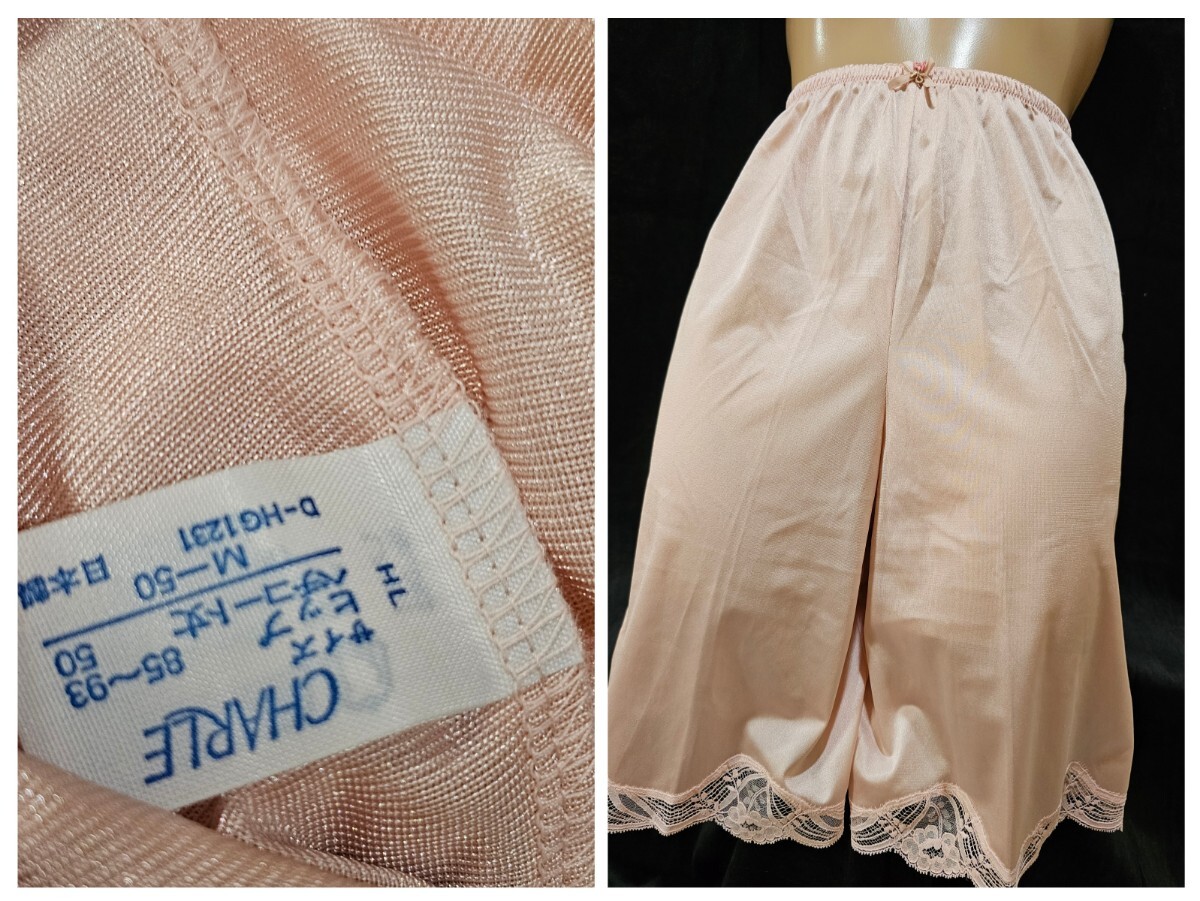 CHARLE
サイズ
ヒップ 85~93
ペチコート丈 50
M-50
D-HG1231 日本製
TH